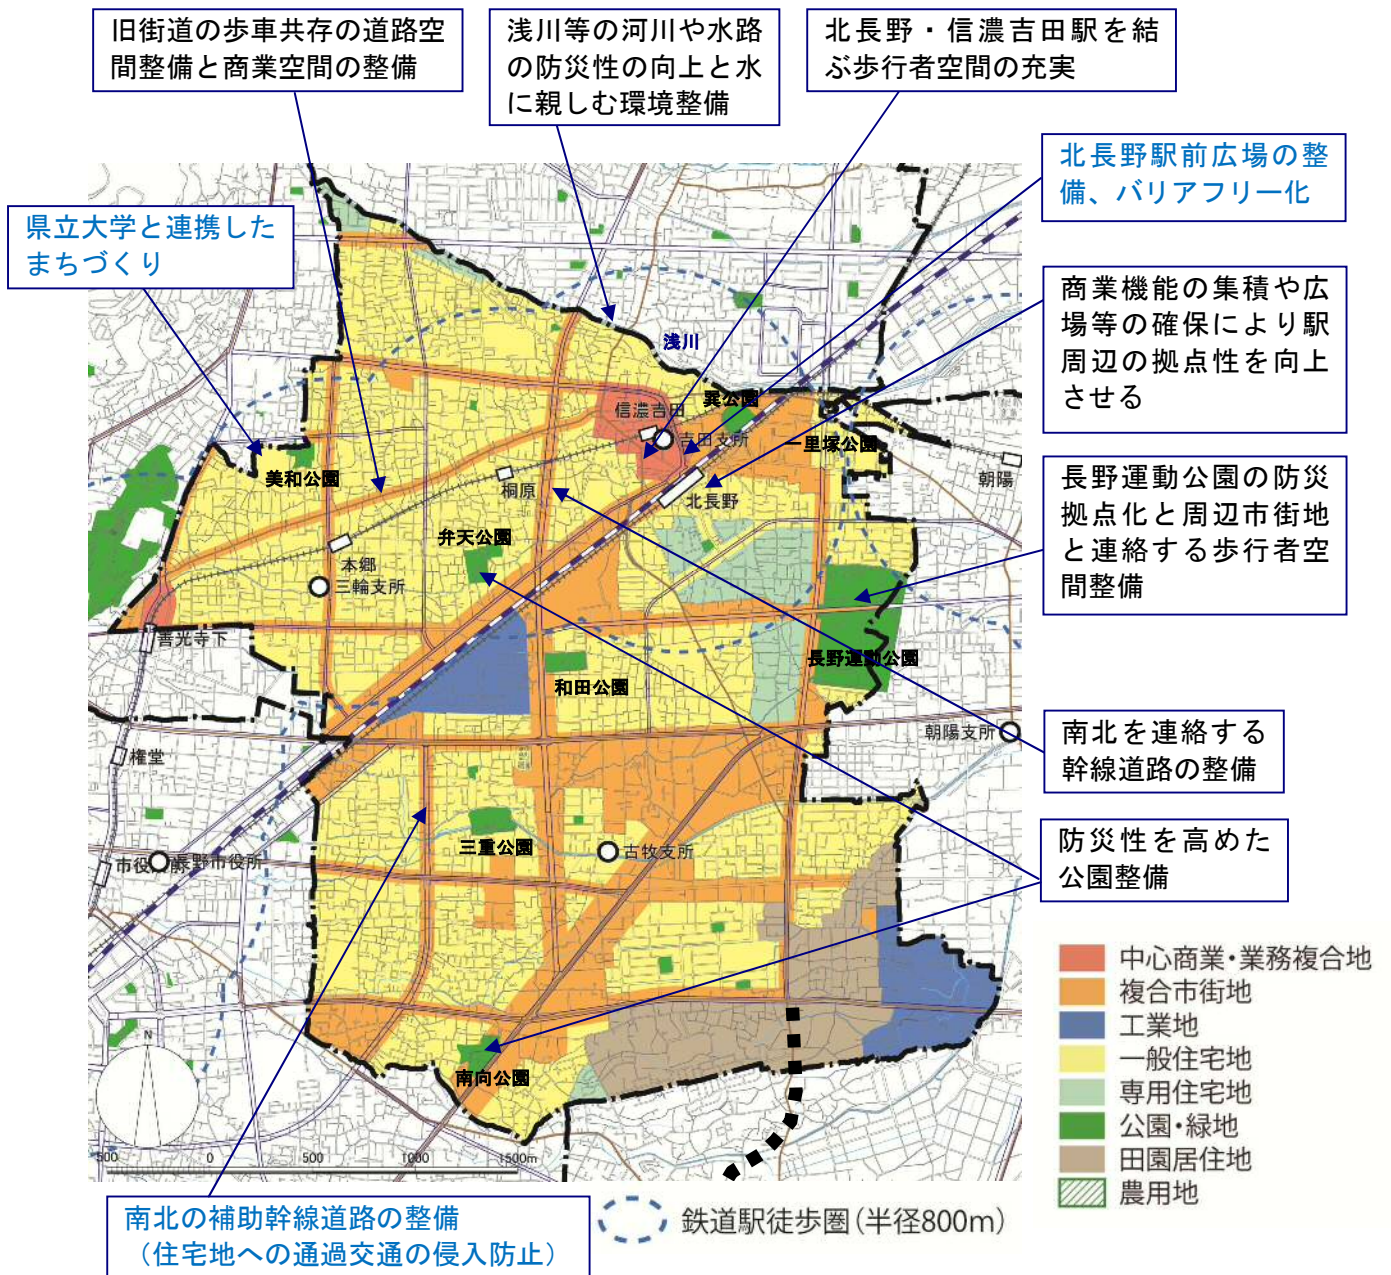 旧街道の歩車共存の道路空
間整備と商業空間の整備
浅川等の河川や水路
の防災性の向上と水
に親しむ環境整備
北長野・信濃吉田駅を結
ぶ歩行者空間の充実
北長野駅前広場の整
備、バリアフリー化
県立大学と連携した
まちづくり
商業機能の集積や広
場等の確保により駅
周辺の拠点性を向上
させる
長野運動公園の防災
拠点化と周辺市街地
と連絡する歩行者空
間整備
南北を連絡する
幹線道路の整備
防災性を高めた
公園整備
南北の補助幹線道路の整備
（住宅地への通過交通の侵入防止）
浅川
信濃吉田
巽公園
吉田支所
一里塚公園
朝陽
美和公園
桐原
北長野
弁天公園
本郷
三輪支所
善光寺下
長野運動公園
和田公園
権堂
朝陽支所
三重公園
古牧支所
市役所前
長野市役所
南向公園
N
500
0
500
1000
1500m
中心商業・業務複合地
複合市街地
工業地
一般住宅地
専用住宅地
公園・緑地
田園居住地
農用地
鉄道駅徒歩圏（半径800m）